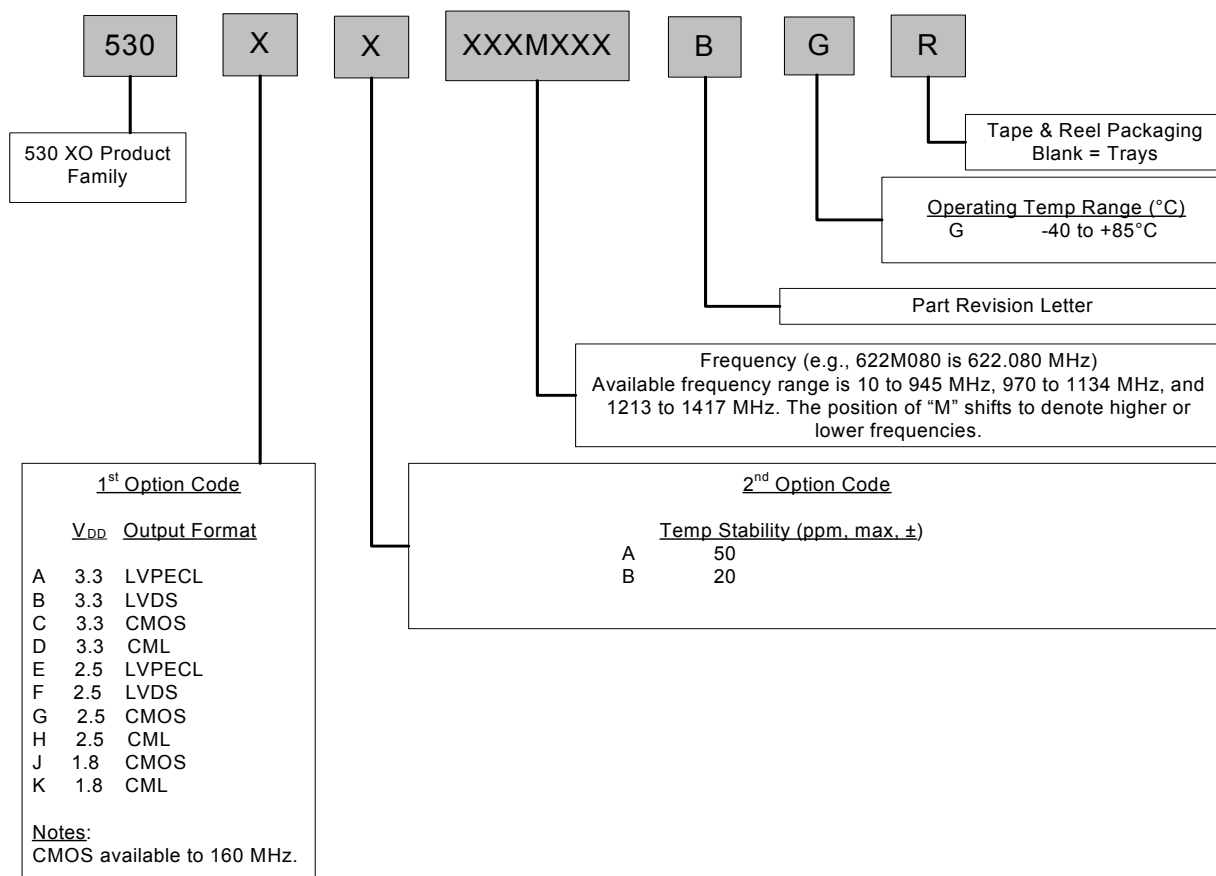 530 X X XXXMXXX B G R
530 XO Product
Family
Tape & Reel Packaging
Blank = Trays
Operating Temp Range (°C)
G -40 to +85°C
Part Revision Letter
Frequency (e.g., 622M080 is 622.080 MHz)
Available frequency range is 10 to 945 MHz, 970 to 1134 MHz, and
1213 to 1417 MHz. The position of “M” shifts to denote higher or
lower frequencies.
1st Option Code
VDD Output Format
A 3.3 LVPECL
B 3.3 LVDS
C 3.3 CMOS
D 3.3 CML
E 2.5 LVPECL
F 2.5 LVDS
G 2.5 CMOS
H 2.5 CML
J 1.8 CMOS
K 1.8 CML
Notes:
CMOS available to 160 MHz.
2nd Option Code
Temp Stability (ppm, max, ±)
A 50
B 20